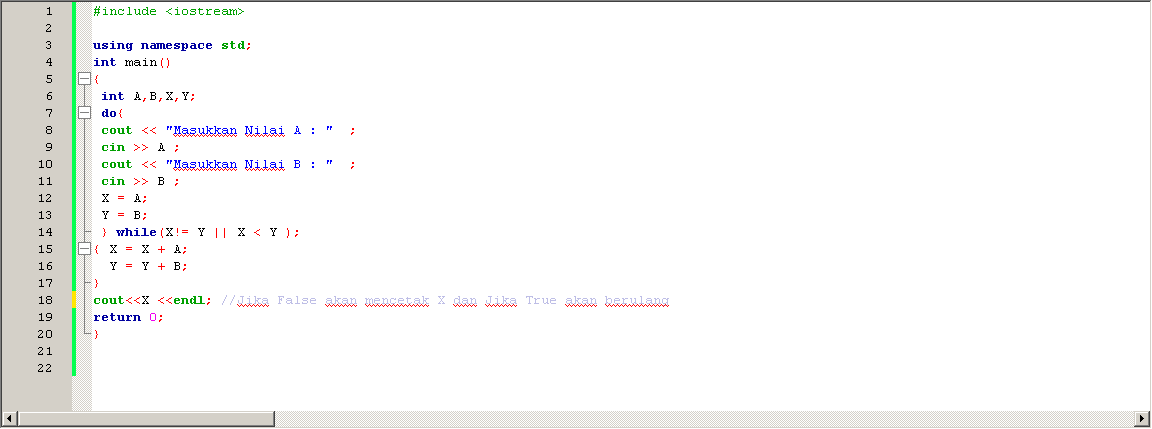 1 #include <iostream>
2
3 using namespace std;
4 int main()
5 {
6 int A,B,X,Y;
7 do{
8 cout << "Masukkan Nilai A : "  ;
9 cin >> A ;
10 cout << "Masukkan Nilai B : "  ;
11 cin >> B ;
12 X = A;
13 Y = B;
14 } while(X!= Y || X < Y );
15 { X = X + A;
16 Y = Y + B;
17 }
18 cout<<X <<endl; //Jika False akan mencetak X dan Jika True akan berulang
19 return 0;
20 }
21
22